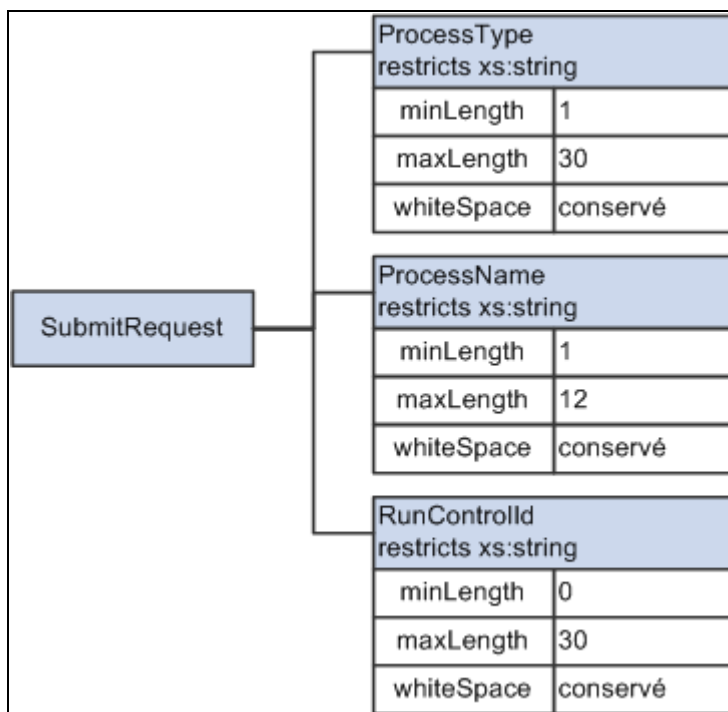 ProcessType
restricts xs:string
minLength 1
maxLength 30
whiteSpace conservé
SubmitRequest
ProcessName
restricts xs:string
minLength 1
maxLength 12
whiteSpace conservé
RunControlId
restricts xs:string
minLength 0
maxLength 30
whiteSpace conservé